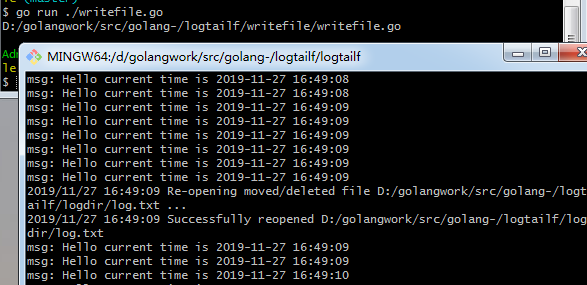 $ go run ./writefile.go
D:/golangwork/src/golang-/logtailf/writefile/writefile.go
MINGW64:/d/golangwork/src/golang-/logtailf/logtailf
msg: Hello current time is 2019-11-27 16:49:08
msg: Hello current time is 2019-11-27 16:49:08
msg: Hello current time is 2019-11-27 16:49:09
msg: Hello current time is 2019-11-27 16:49:09
msg: Hello current time is 2019-11-27 16:49:09
msg: Hello current time is 2019-11-27 16:49:09
msg: Hello current time is 2019-11-27 16:49:09
msg: Hello current time is 2019-11-27 16:49:09
2019/11/27 16:49:09 Re-opening moved/deleted file D:/golangwork/src/golang-/logt
ailf/logdir/log.txt ...
2019/11/27 16:49:09 Successfully reopened D:/golangwork/src/golang-/logtailf/log
dir/log.txt
msg: Hello current time is 2019-11-27 16:49:09
msg: Hello current time is 2019-11-27 16:49:09
msg: Hello current time is 2019-11-27 16:49:10